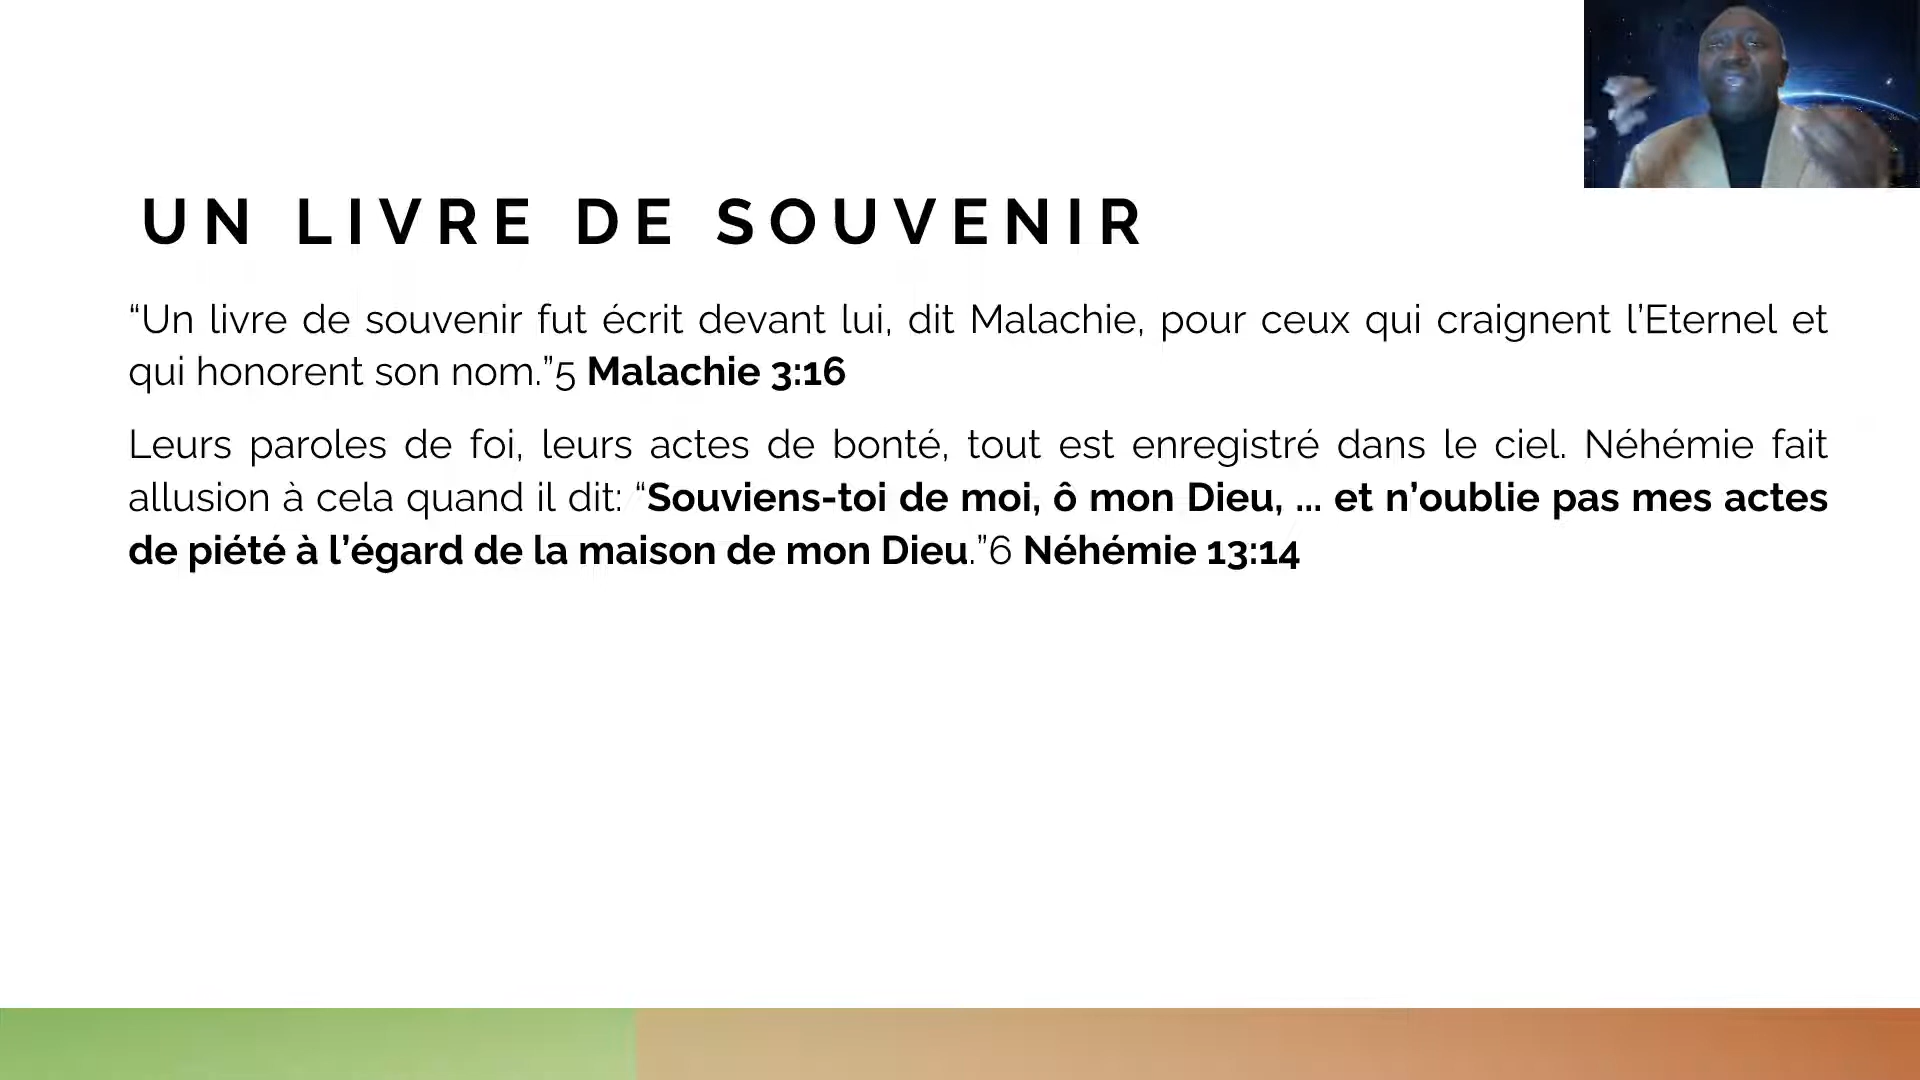 UN LIVRE DE SOUVENIR
“Un livre de souvenir fut écrit devant lui, dit Malachie, pour ceux qui craignent l’Eternel et
qui honorent son nom.”5 Malachie 3:16
Leurs paroles de foi, leurs actes de bonté, tout est enregistré dans le ciel. Néhémie fait
allusion à cela quand il dit: “Souviens-toi de moi, ô mon Dieu, ... et n’oublie pas mes actes
de piété à l’égard de la maison de mon Dieu.”6 Néhémie 13:14